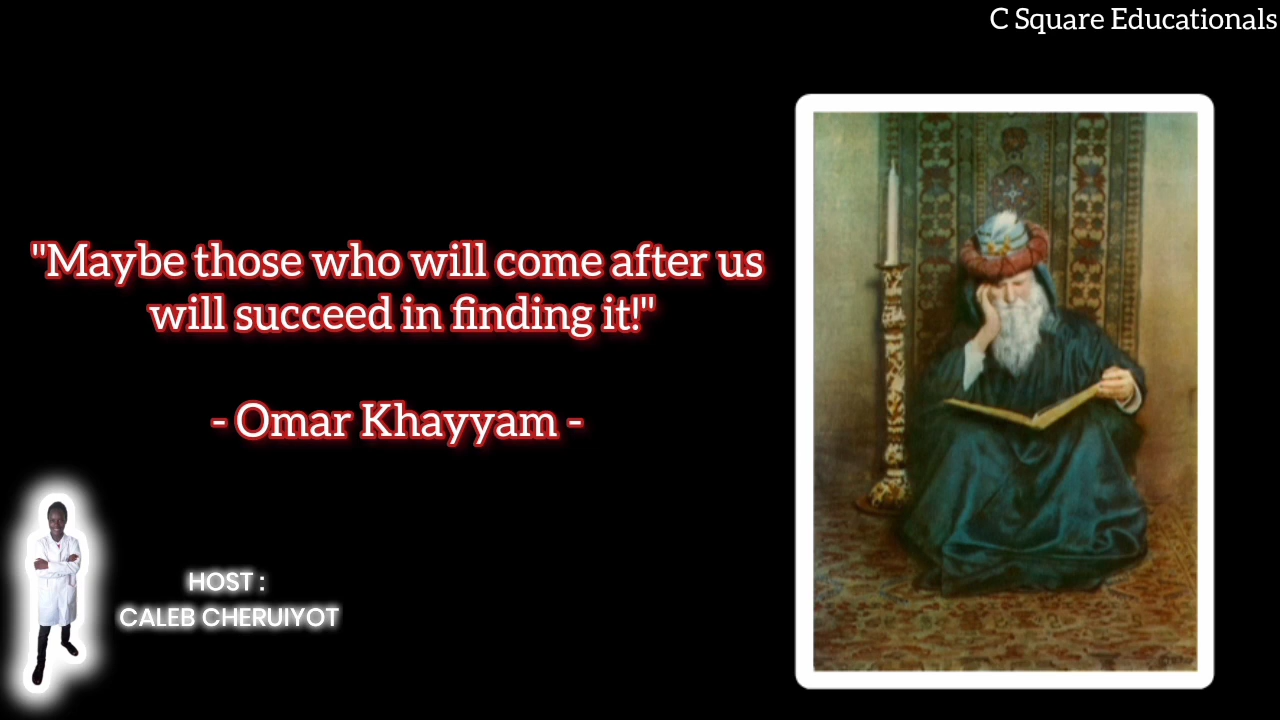 C Square Educationals
"Maybe those who will come after us
will succeed in finding it!"
- Omar Khayyam -
HOST :
CALEB CHERUIYOT